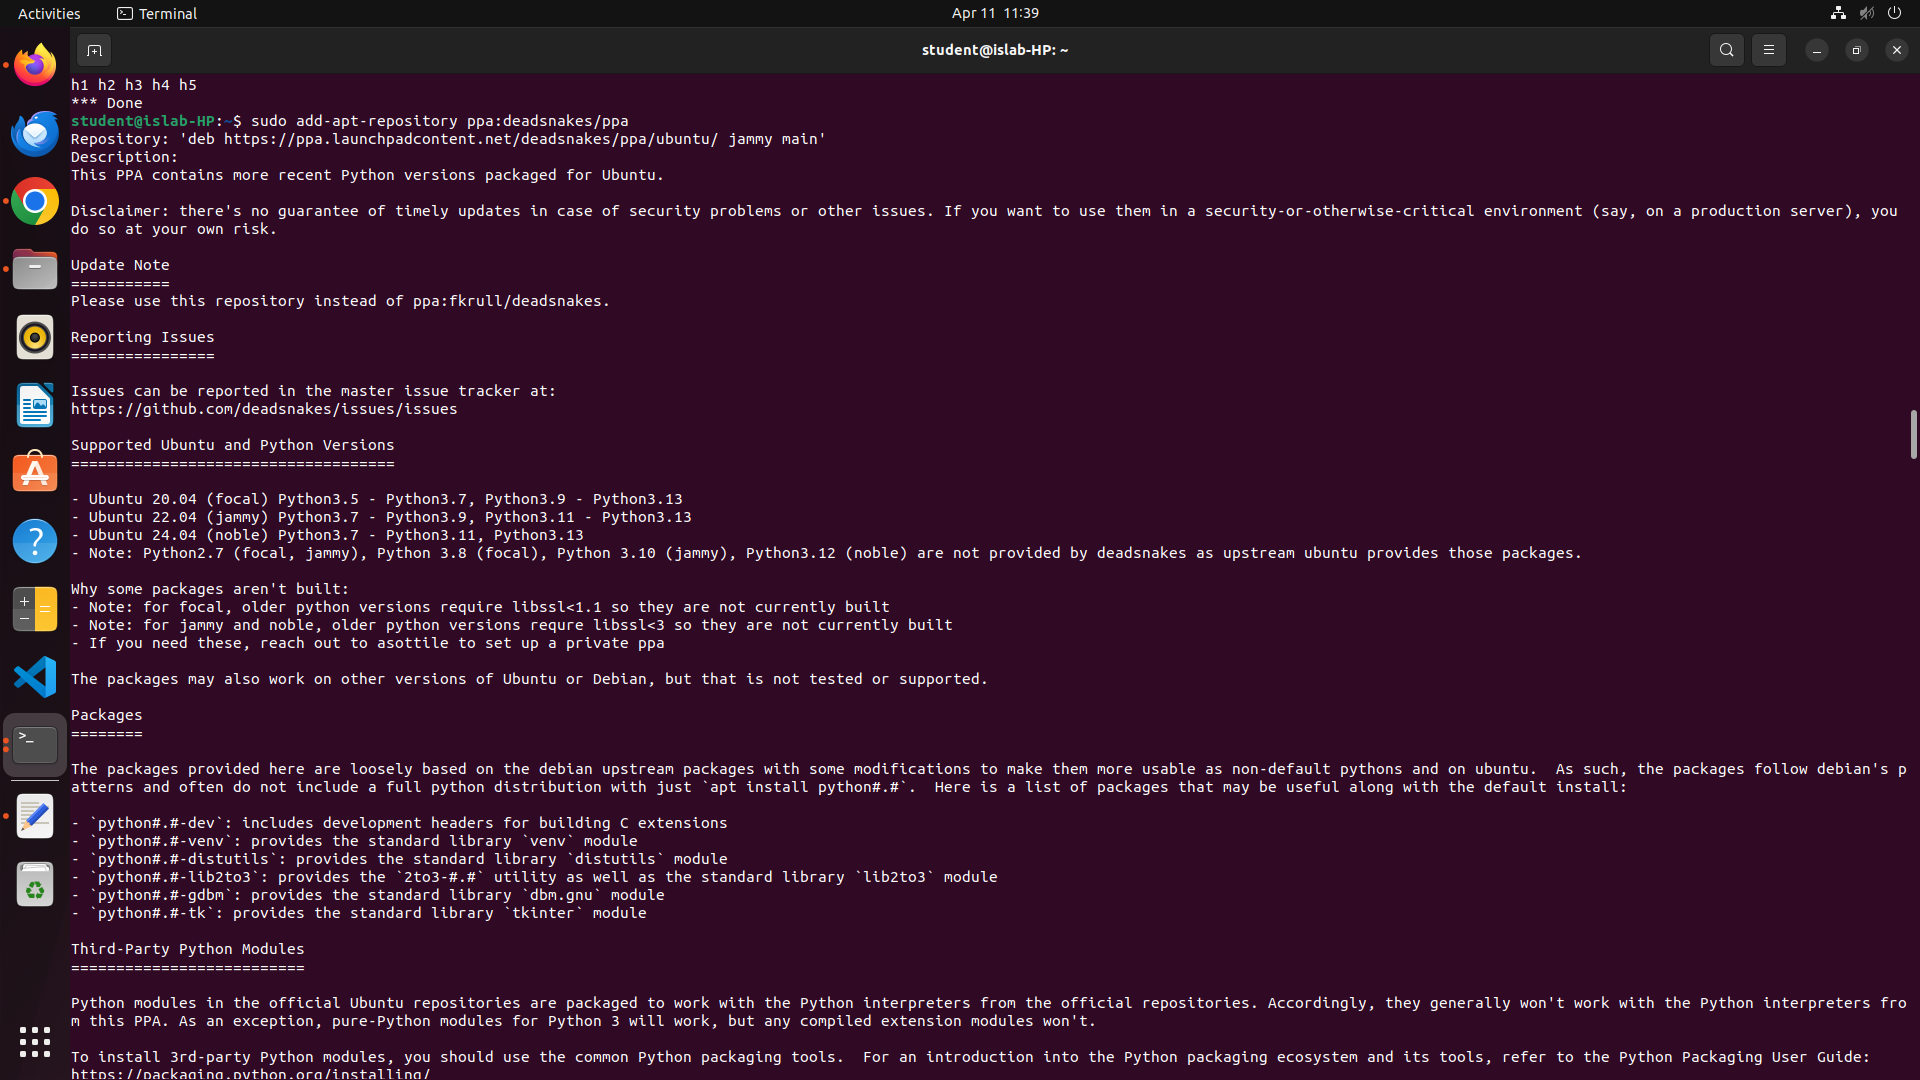 Activities
Terminal
Apr 11 11:39
student@islab-HP: ~
h1 h2 h3 h4 h5
*** Done
student@islab-HP:~$ sudo add-apt-repository ppa:deadsnakes/ppa
Repository: 'deb https://ppa.launchpadcontent.net/deadsnakes/ppa/ubuntu/ jammy main'
Description:
This PPA contains more recent Python versions packaged for Ubuntu.
Disclaimer: there's no guarantee of timely updates in case of security problems or other issues. If you want to use them in a security-or-otherwise-critical environment (say, on a production server), you
do so at your own risk.
Update Note
===========
Please use this repository instead of ppa:fkrull/deadsnakes.
Reporting Issues
================
Issues can be reported in the master issue tracker at:
https://github.com/deadsnakes/issues/issues
Supported Ubuntu and Python Versions
====================================
- Ubuntu 20.04 (focal) Python3.5 - Python3.7, Python3.9 - Python3.13
- Ubuntu 22.04 (jammy) Python3.7 - Python3.9, Python3.11 - Python3.13
- Ubuntu 24.04 (noble) Python3.7 - Python3.11, Python3.13
- Note: Python2.7 (focal, jammy), Python 3.8 (focal), Python 3.10 (jammy), Python3.12 (noble) are not provided by deadsnakes as upstream ubuntu provides those packages.
Why some packages aren't built:
- Note: for focal, older python versions require libssl<1.1 so they are not currently built
- Note: for jammy and noble, older python versions requre libssl<3 so they are not currently built
- If you need these, reach out to asottile to set up a private ppa
The packages may also work on other versions of Ubuntu or Debian, but that is not tested or supported.
Packages
========
The packages provided here are loosely based on the debian upstream packages with some modifications to make them more usable as non-default pythons and on ubuntu.  As such, the packages follow debian's p
atterns and often do not include a full python distribution with just `apt install python#.#`.  Here is a list of packages that may be useful along with the default install:
- `python#.#-dev`: includes development headers for building C extensions
- `python#.#-venv`: provides the standard library `venv` module
- `python#.#-distutils`: provides the standard library `distutils` module
- `python#.#-lib2to3`: provides the `2to3-#.#` utility as well as the standard library `lib2to3` module
- `python#.#-gdbm`: provides the standard library `dbm.gnu` module
- `python#.#-tk`: provides the standard library `tkinter` module
Third-Party Python Modules
==========================
Python modules in the official Ubuntu repositories are packaged to work with the Python interpreters from the official repositories. Accordingly, they generally won't work with the Python interpreters fro
m this PPA. As an exception, pure-Python modules for Python 3 will work, but any compiled extension modules won't.
To install 3rd-party Python modules, you should use the common Python packaging tools.  For an introduction into the Python packaging ecosystem and its tools, refer to the Python Packaging User Guide:
https://packaging.python.org/installing/